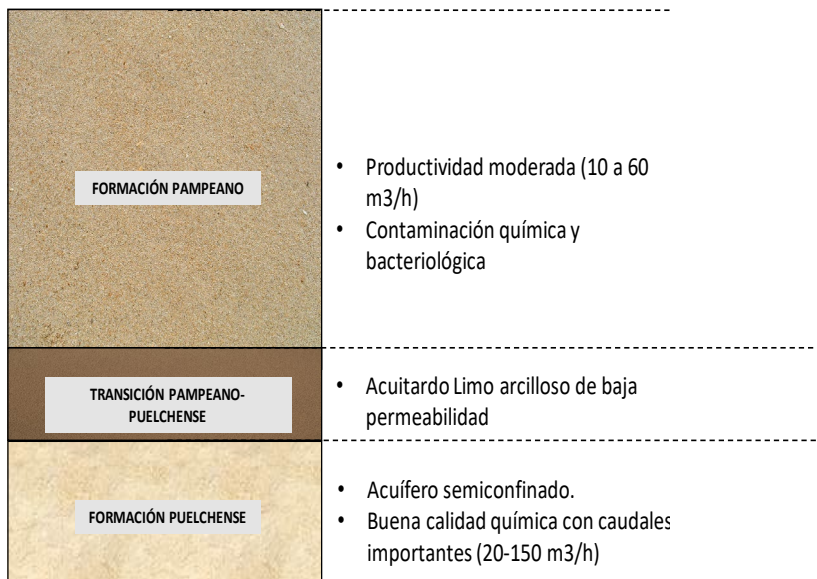 FORMACIÓN PAMPEANO
• Productividad moderada (10 a 60
m3/h)
• Contaminación química y
bacteriológica
TRANSICIÓN PAMPEANO-
PUELCHENSE
• Acuitardo Limo arcilloso de baja
permeabilidad
FORMACIÓN PUELCHENSE
• Acuífero semiconfinado.
• Buena calidad química con caudales
importantes (20-150 m3/h)